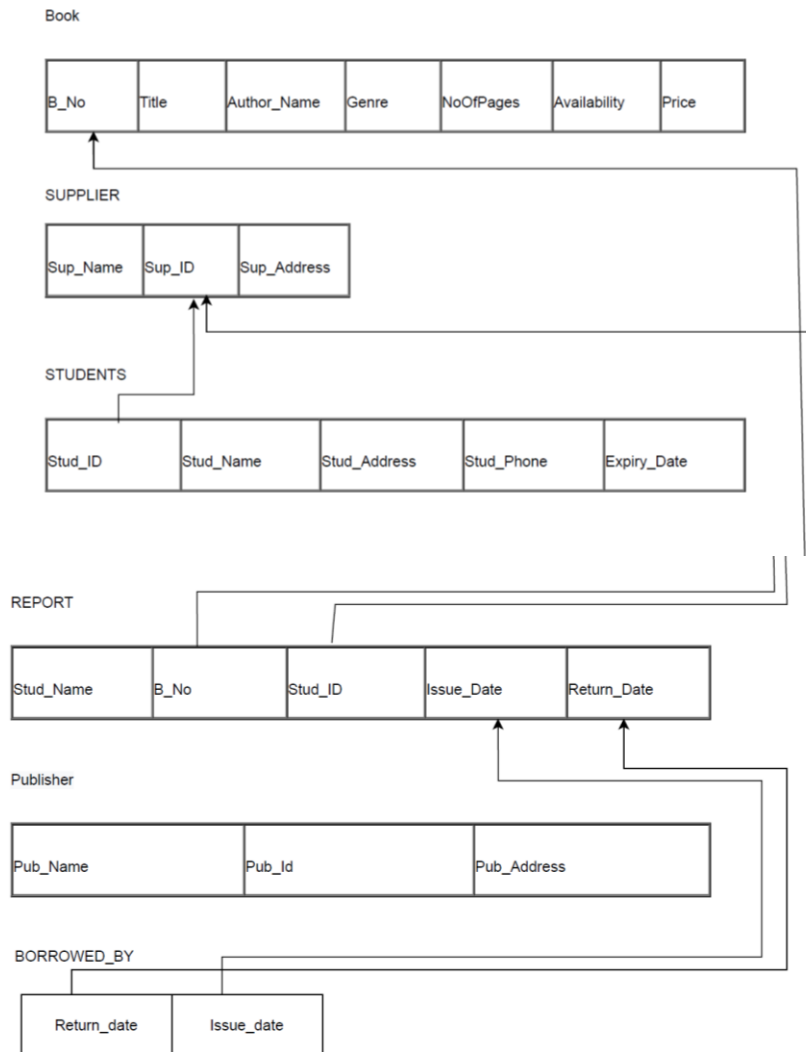 Book
B_No Title Author_Name Genre NoOfPages Availability Price
SUPPLIER
Sup_Name Sup_ID Sup_Address
STUDENTS
Stud_ID Stud_Name Stud_Address Stud_Phone Expiry_Date
REPORT
Stud_Name B_No Stud_ID Issue_Date Return_Date
Publisher
Pub_Name Pub_Id Pub_Address
BORROWED_BY
Return_date Issue_date